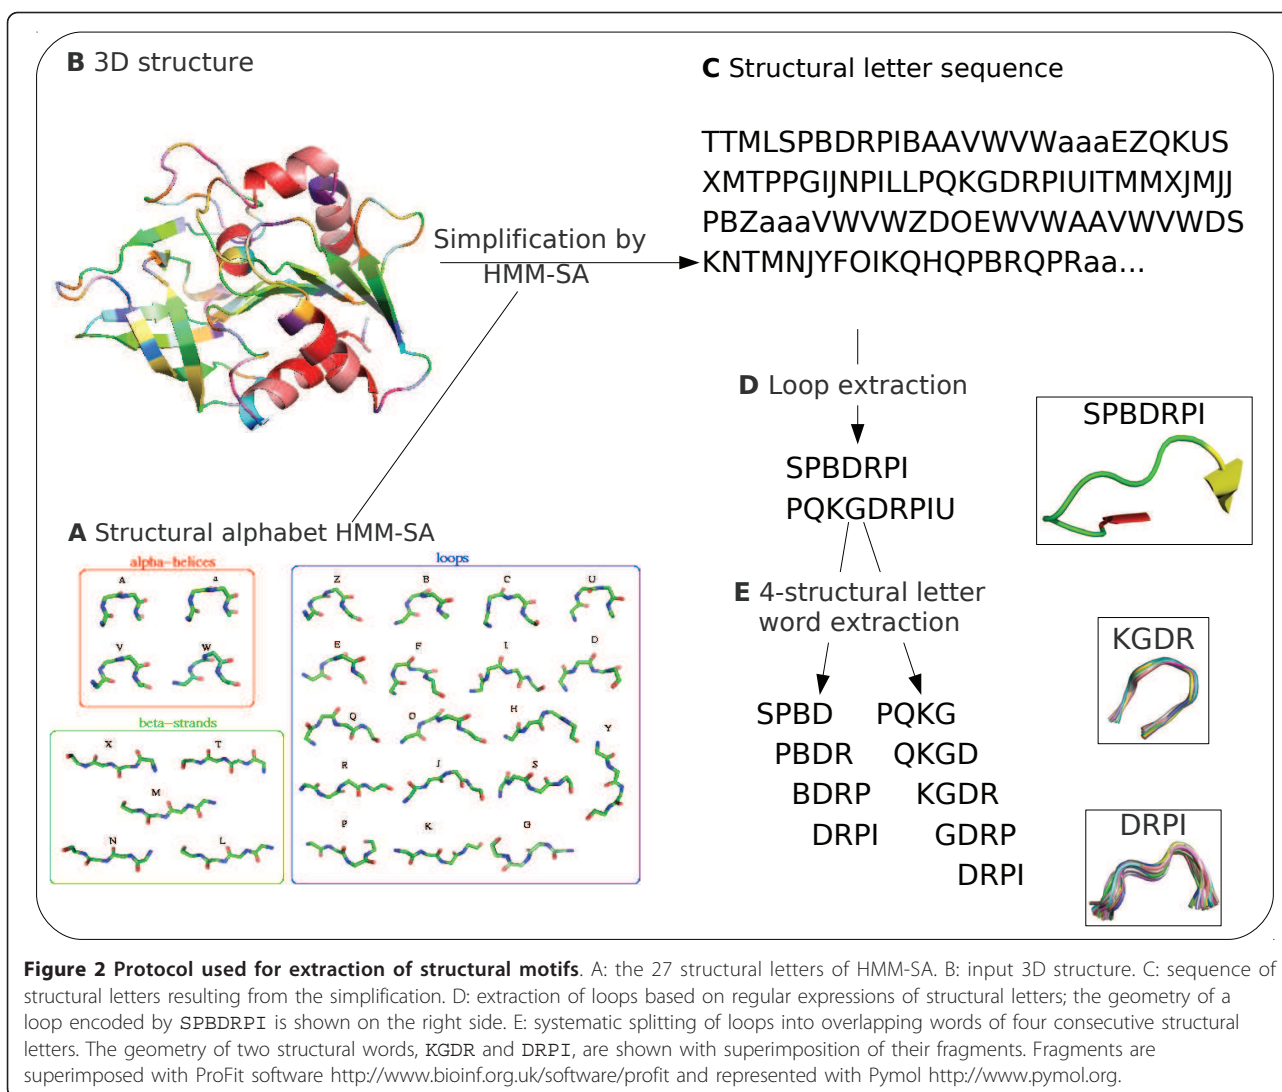 B 3D structure
C Structural letter sequence
TTMLSPBDRPIBAAVWVWaaaEZQKUS
XMTPPGIJNPILLPQKGDRPIUITMMXJMJJ
PBZaaaVWVWZDOEWVWAAVWVWDS
KNTMNJYFOIKQHQPBRQPRaa...
Simplification by
HMM-SA
D Loop extraction
SPBDRPI
PQKGDRPIU
SPBDRPI
A Structural alphabet HMM-SA
alpha-helices
A a
V W
beta-strands
X T
M
N L
loops
Z B C U
E F I D
Q O H Y
R J S
P K G
E 4-structural letter
word extraction
SPBD PQKG
PBDR QKGD
BDRP KGDR
DRPI GDRP
DRPI
KGDR
DRPI
Figure 2 Protocol used for extraction of structural motifs. A: the 27 structural letters of HMM-SA. B: input 3D structure. C: sequence of
structural letters resulting from the simplification. D: extraction of loops based on regular expressions of structural letters; the geometry of a
loop encoded by SPBDRPI is shown on the right side. E: systematic splitting of loops into overlapping words of four consecutive structural
letters. The geometry of two structural words, KGDR and DRPI, are shown with superimposition of their fragments. Fragments are
superimposed with ProFit software http://www.bioinf.org.uk/software/profit and represented with Pymol http://www.pymol.org.